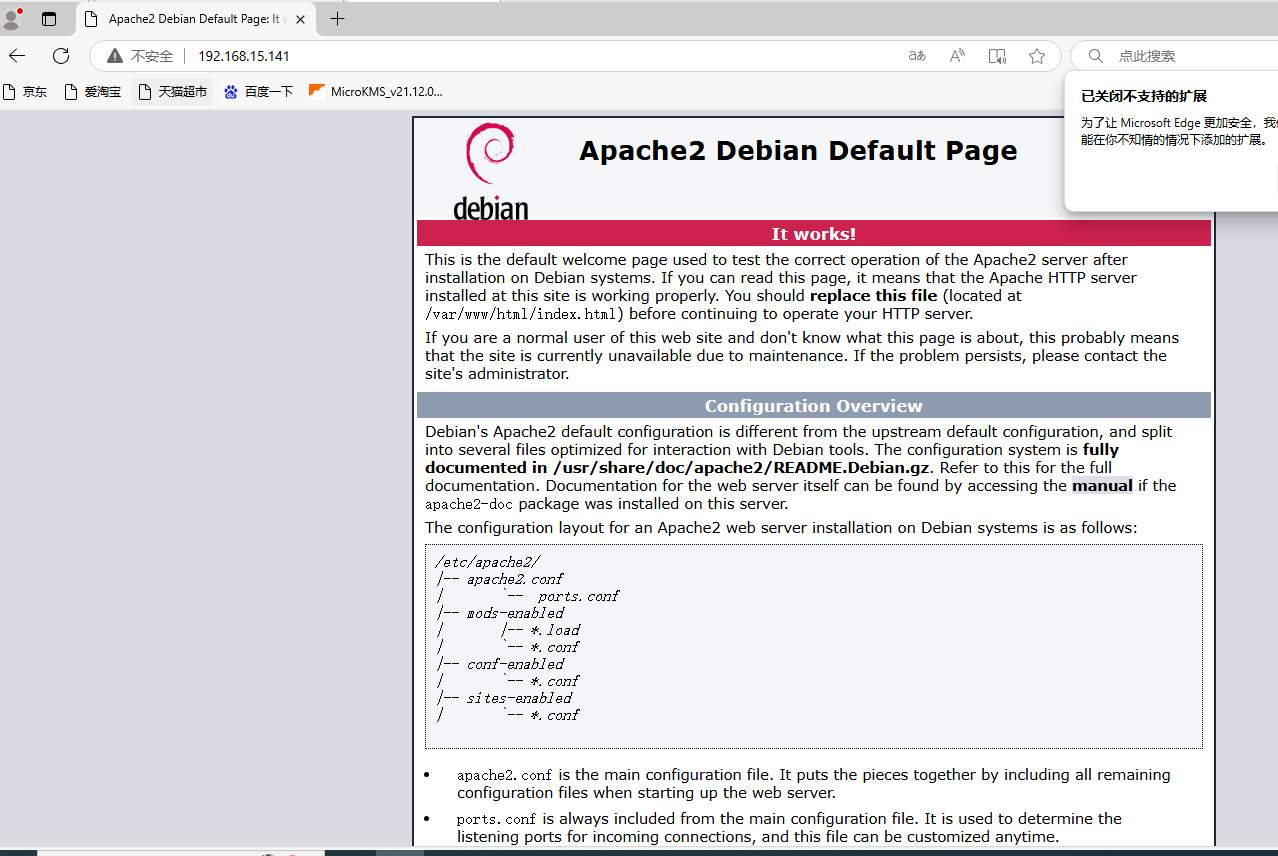 Apache2 Debian Default Page: It w
不安全
192.168.15.141
aあ
点此搜索
京东
爱淘宝
天猫超市
百度一下
MicroKMS_v21.12.0...
已关闭不支持的扩展
为了让 Microsoft Edge 更加安全，我
能在你不知情的情况下添加的扩展。
debian
Apache2 Debian Default Page
It works!
This is the default welcome page used to test the correct operation of the Apache2 server after
installation on Debian systems. If you can read this page, it means that the Apache HTTP server
installed at this site is working properly. You should replace this file (located at
/var/www/html/index.html) before continuing to operate your HTTP server.
If you are a normal user of this web site and don't know what this page is about, this probably means
that the site is currently unavailable due to maintenance. If the problem persists, please contact the
site's administrator.
Configuration Overview
Debian's Apache2 default configuration is different from the upstream default configuration, and split
into several files optimized for interaction with Debian tools. The configuration system is fully
documented in /usr/share/doc/apache2/README.Debian.gz. Refer to this for the full
documentation. Documentation for the web server itself can be found by accessing the manual if the
apache2-doc package was installed on this server.
The configuration layout for an Apache2 web server installation on Debian systems is as follows:
/etc/apache2/
|-- apache2.conf
|       `--  ports.conf
|-- mods-enabled
|       |-- *.load
|       `-- *.conf
|-- conf-enabled
|       `-- *.conf
|-- sites-enabled
|       `-- *.conf
• apache2.conf is the main configuration file. It puts the pieces together by including all remaining
configuration files when starting up the web server.
• ports.conf is always included from the main configuration file. It is used to determine the
listening ports for incoming connections, and this file can be customized anytime.